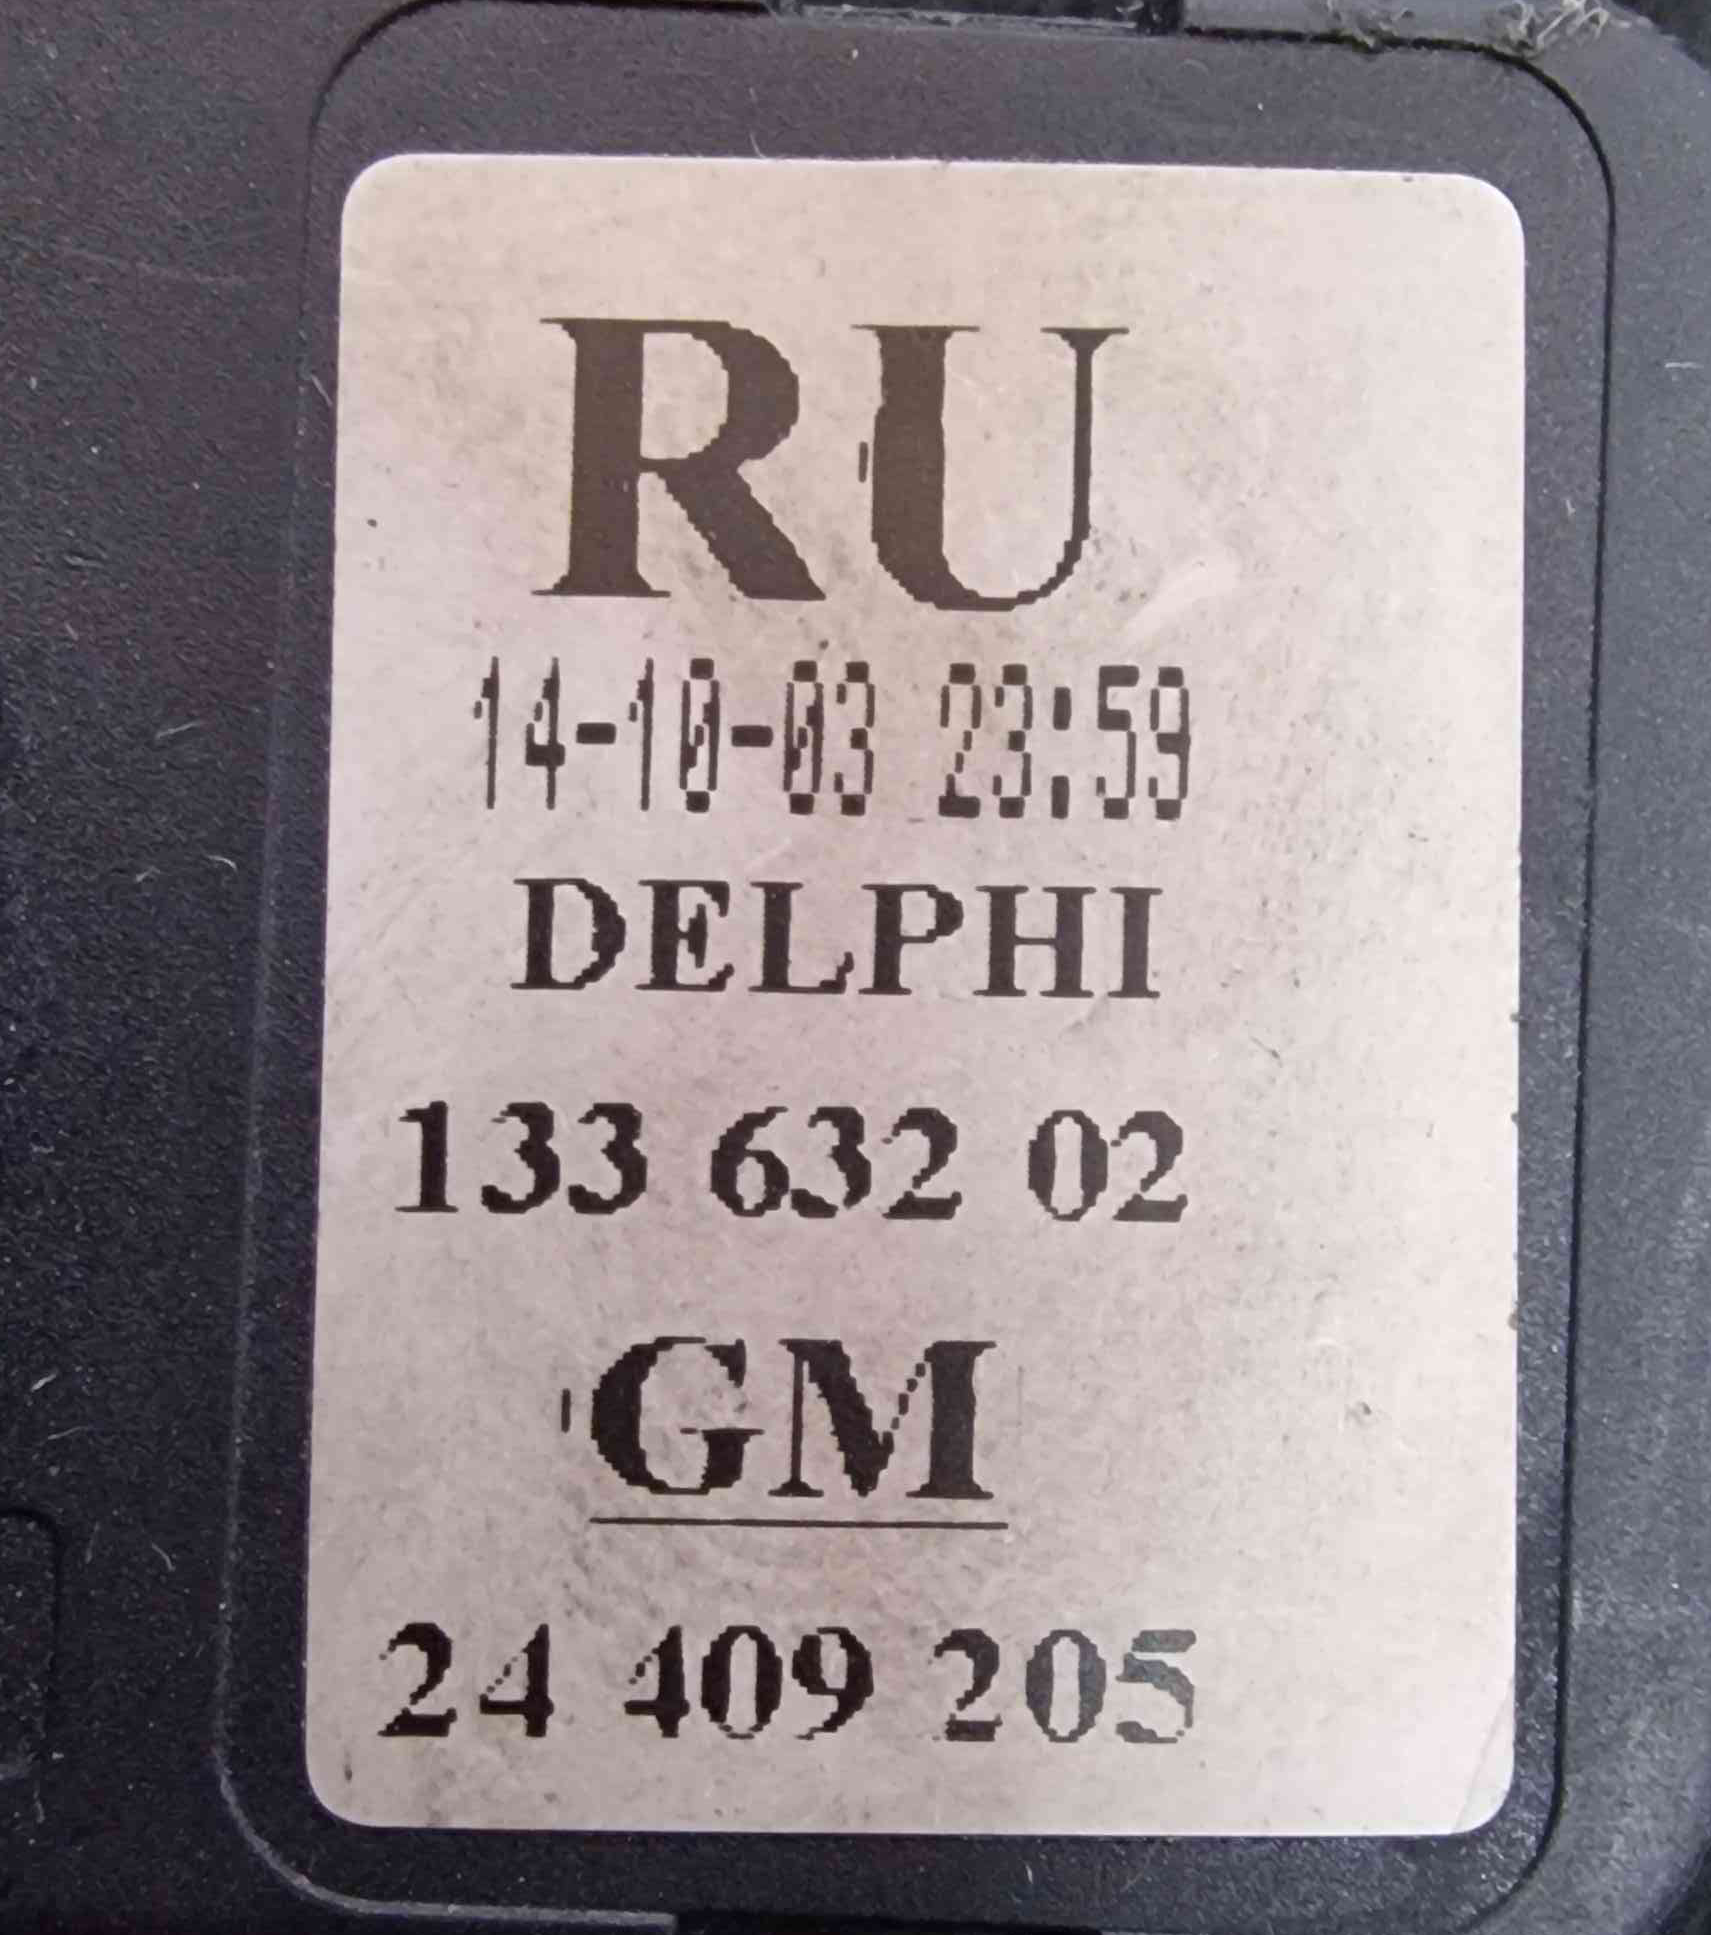 RU
14-10-03 23:59
DELPHI
133 632 02
GM
24 409 205